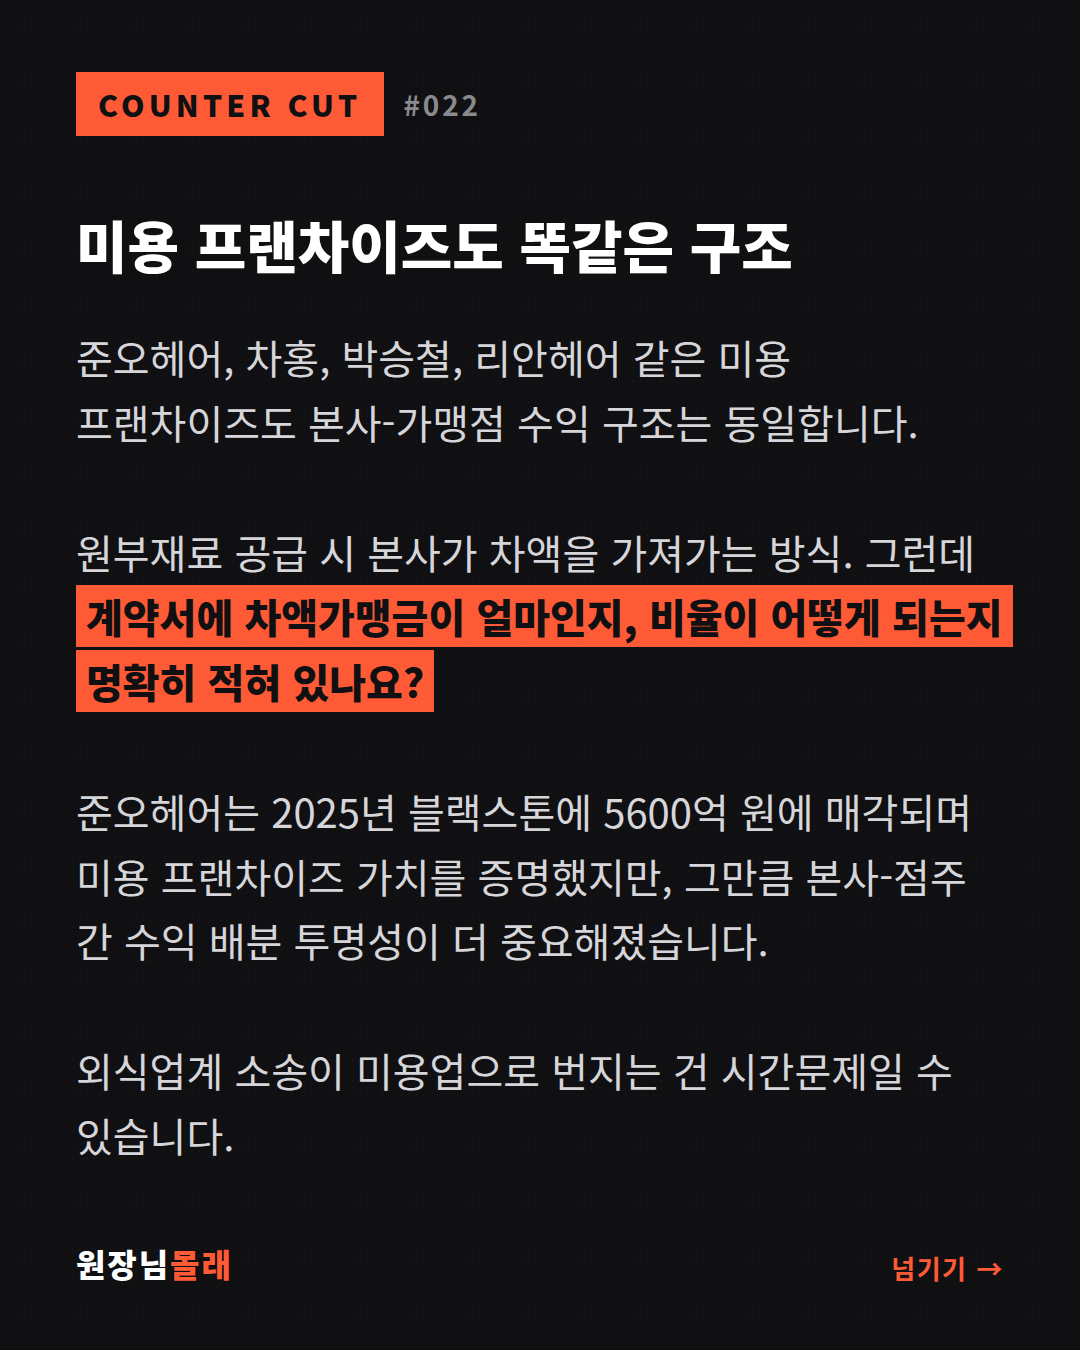 COUNTER CUT #022
미용 프랜차이즈도 똑같은 구조
준오헤어, 차홍, 박승철, 리안헤어 같은 미용
프랜차이즈도 본사-가맹점 수익 구조는 동일합니다.
원부재료 공급 시 본사가 차액을 가져가는 방식. 그런데
계약서에 차액가맹금이 얼마인지, 비율이 어떻게 되는지
명확히 적혀 있나요?
준오헤어는 2025년 블랙스톤에 5600억 원에 매각되며
미용 프랜차이즈 가치를 증명했지만, 그만큼 본사-점주
간 수익 배분 투명성이 더 중요해졌습니다.
외식업계 소송이 미용업으로 번지는 건 시간문제일 수
있습니다.
원장님몰래
넘기기 →